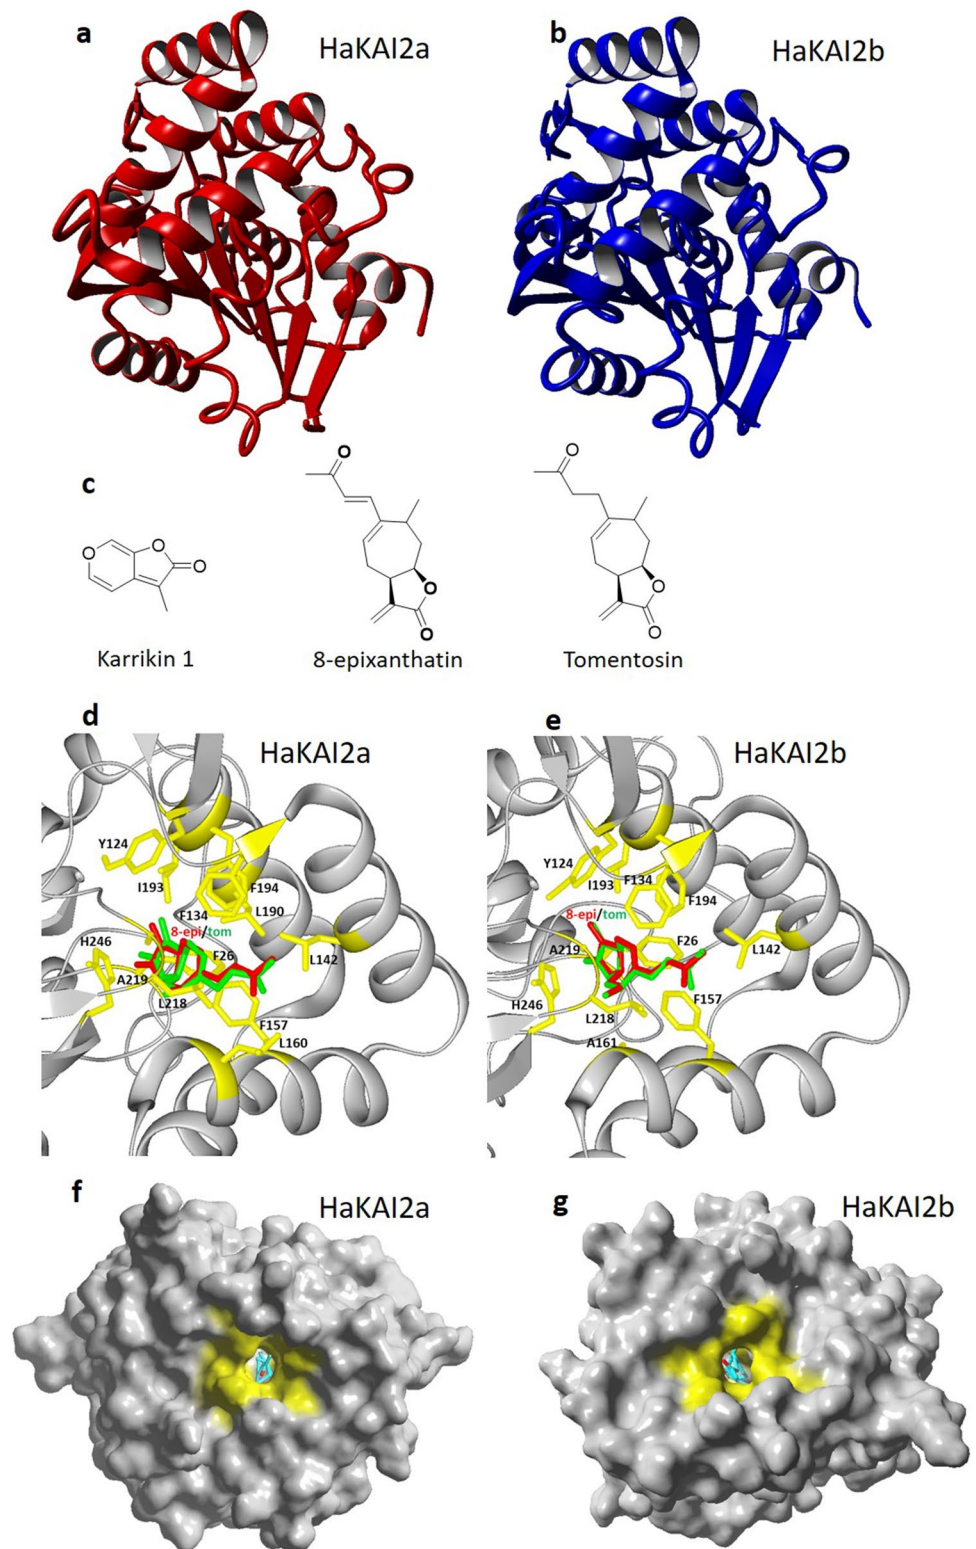 a
HaKAI2a
b
HaKAI2b
c
O
O
O
Karrikin 1
O
O
O
8-epixanthatin
O
O
O
Tomentosin
d
HaKAI2a
Y124
I193
F194
L190
F134
8-epi/tom
H246
F26
L142
A219
L218
F157
L160
e
HaKAI2b
Y124
I193
F134
F194
8-epi/tom
A219
F26
L142
H246
L218
F157
A161
f
HaKAI2a
g
HaKAI2b